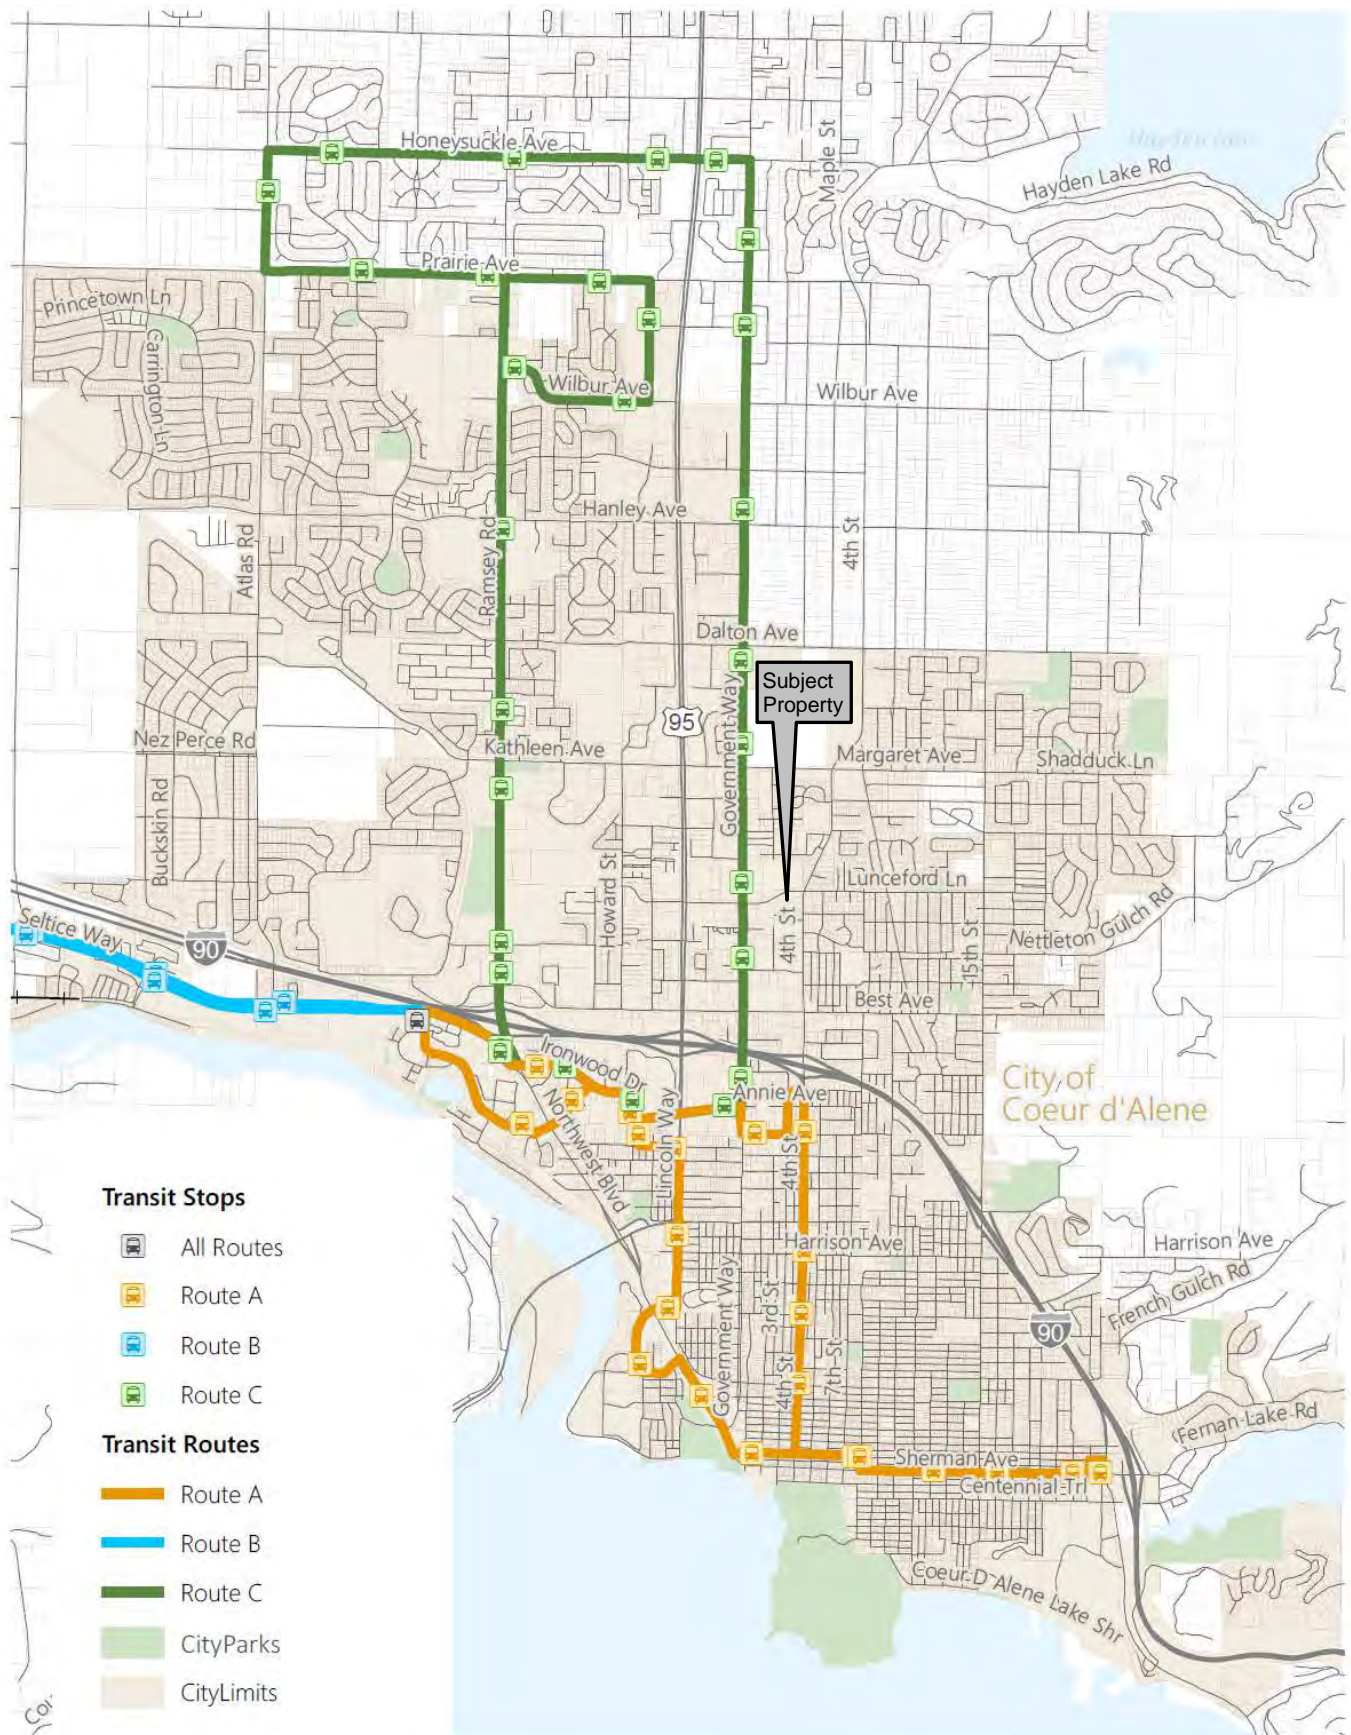 Honeysuckle Ave
Maple St
Hayden Lake
Hayden Lake Rd
Prairie Ave
Princetown Ln
Carrington Ln
Wilbur Ave
Wilbur Ave
Hanley Ave
Ramsey Rd
Atlas Rd
4th St
Dalton Ave
Subject
Property
Government Way
95
Nez Perce Rd
Kathleen Ave
Margaret Ave
Shadduck Ln
Buckskin Rd
Howard St
Lunceford Ln
Seltice Way
90
4th St
15th St
Nettleton Gulch Rd
Best Ave
Ironwood Dr
Annie Ave
City of
Coeur d'Alene
Northwest Blvd
Lincoln Way
4th St
Harrison Ave
Harrison Ave
Government Way
3rd St
French Gulch Rd
90
4th St
7th St
Fernan Lake Rd
Sherman Ave
Centennial Trl
Coeur D'Alene Lake Shr
Transit Stops
All Routes
Route A
Route B
Route C
Transit Routes
Route A
Route B
Route C
CityParks
CityLimits